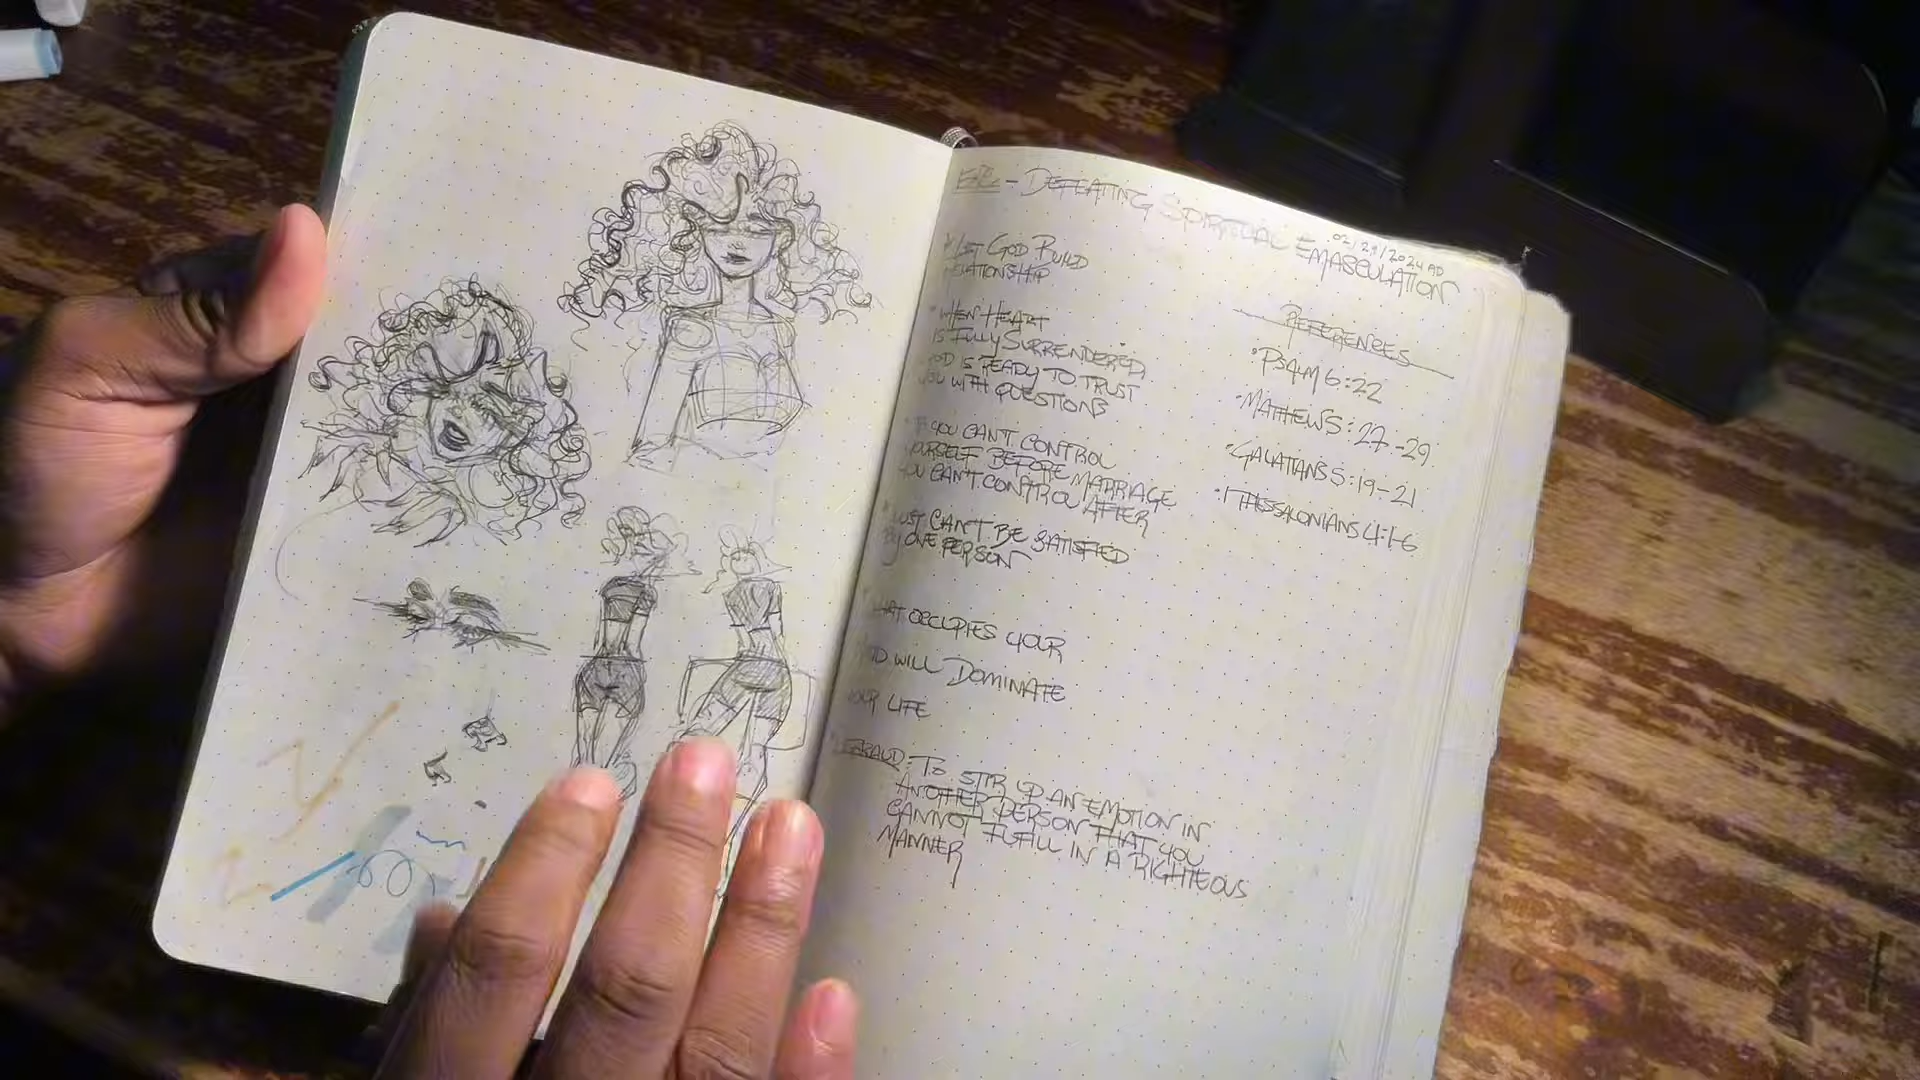 - DEFEATING SPIRITUAL EMASCULATION
02/29/2024 AD
* LET GOD BUILD
RELATIONSHIP
* WHEN HEART
IS FULLY SURRENDERED,
GOD IS READY TO TRUST
YOU WITH QUESTIONS
* IF YOU CAN'T CONTROL
YOURSELF BEFORE MARRIAGE
YOU CAN'T CONTROL AFTER
* LUST CAN'T BE SATISFIED
BY ONE PERSON
WHAT OCCUPIES YOUR
WILL DOMINATE
YOUR LIFE
* DEFRAUD: TO STIR UP AN EMOTION IN
ANOTHER PERSON THAT YOU
CANNOT FULFILL IN A RIGHTEOUS
MANNER
REFERENCES
* PSALM 6:22
* MATHEW 5:27-29
* GALATIANS 5:19-21
* 1 THESSALONIANS 4:1-6